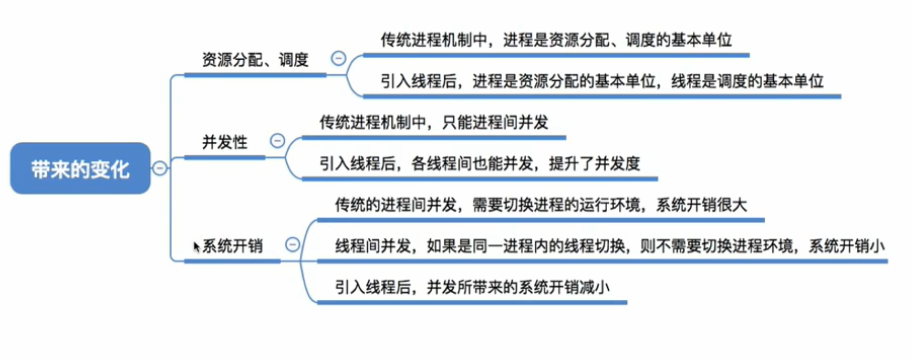 带来的变化
资源分配、调度
传统进程机制中，进程是资源分配、调度的基本单位
引入线程后，进程是资源分配的基本单位，线程是调度的基本单位
并发性
传统进程机制中，只能进程间并发
引入线程后，各线程间也能并发，提升了并发度
系统开销
传统的进程间并发，需要切换进程的运行环境，系统开销很大
线程间并发，如果是同一进程内的线程切换，则不需要切换进程环境，系统开销小
引入线程后，并发所带来的系统开销减小